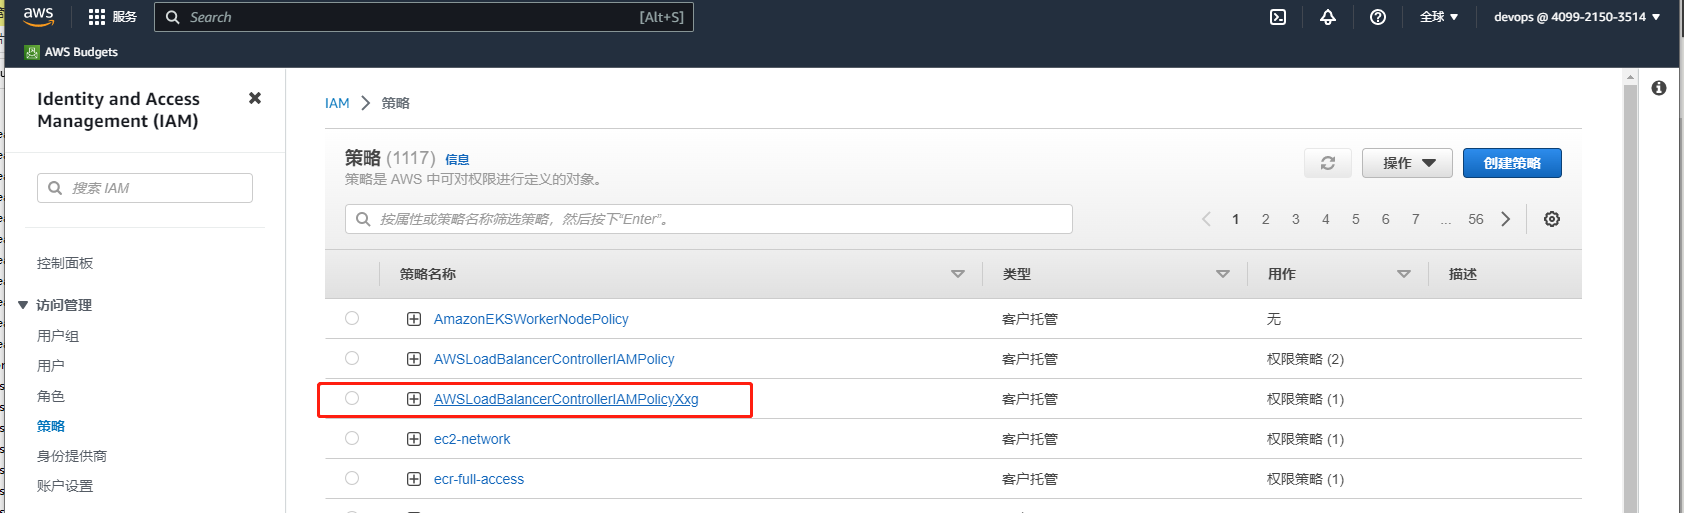 aws
服务
Search
[Alt+S]
全球
devops @ 4099-2150-3514
AWS Budgets
Identity and Access
Management (IAM)
搜索 IAM
控制面板
访问管理
用户组
用户
角色
策略
身份提供商
账户设置
IAM
策略
策略 (1117) 信息
策略是 AWS 中可对权限进行定义的对象。
操作
创建策略
按属性或策略名称筛选策略，然后按下“Enter”。
1 2 3 4 5 6 7 ... 56
策略名称 类型 用作 描述
AmazonEKSWorkerNodePolicy 客户托管 无
AWSLoadBalancerControllerIAMPolicy 客户托管 权限策略 (2)
AWSLoadBalancerControllerIAMPolicyXxg 客户托管 权限策略 (1)
ec2-network 客户托管 权限策略 (1)
ecr-full-access 客户托管 权限策略 (1)